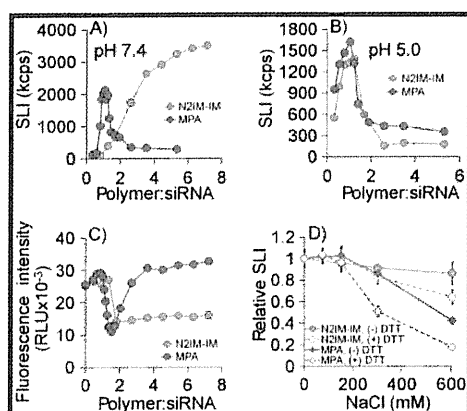 A)
pH 7.4
SLI (kcps)
4000
3000
2000
1000
0
N2IM-IM
MPA
0 2 4 6 8
Polymer:siRNA
B)
pH 5.0
SLI (kcps)
1800
1500
1200
900
600
300
0
N2IM-IM
MPA
0 2 4 6
Polymer:siRNA
C)
Fluorescence intensity
(RLUx10-3)
40
30
20
10
0
N2IM-IM
MPA
0 2 4 6 8
Polymer:siRNA
D)
Relative SLI
1.2
1
0.8
0.6
0.4
0.2
0
N2IM-IM, (-) DTT
N2IM-IM, (+) DTT
MPA, (-) DTT
MPA, (+) DTT
0 200 400 600
NaCl (mM)